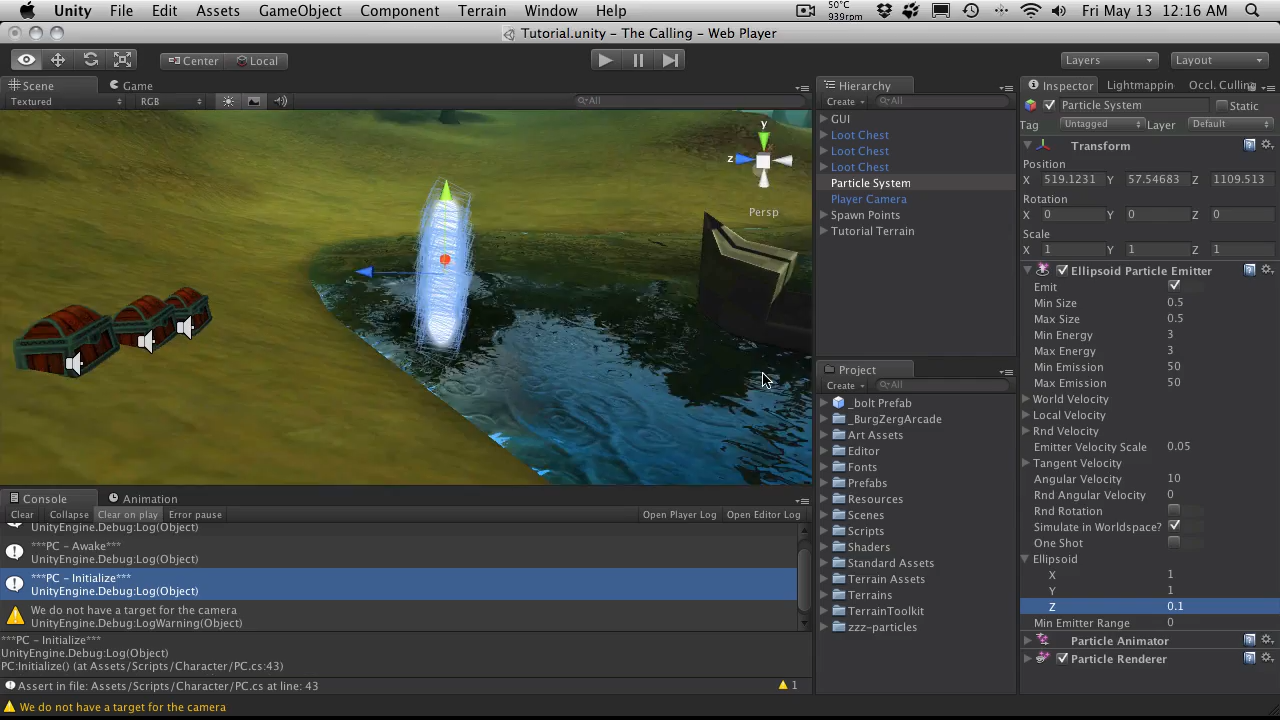 Unity File Edit Assets GameObject Component Terrain Window Help 50°C 939rpm Fri May 13 12:16 AM
Tutorial.unity - The Calling - Web Player
Center Local Layers Layout
Scene Game
Textured RGB All
y
z
Persp
Hierarchy
Create All
GUI
Loot Chest
Loot Chest
Loot Chest
Particle System
Player Camera
Spawn Points
Tutorial Terrain
Project
Create All
_bolt Prefab
_BurgZergArcade
Art Assets
Editor
Fonts
Prefabs
Resources
Scenes
Scripts
Shaders
Standard Assets
Terrain Assets
Terrains
TerrainToolkit
zzz-particles
Inspector Lightmappin Occl. Culling
Particle System Static
Tag Untagged Layer Default
Transform
Position
X 519.1231 Y 57.54683 Z 1109.513
Rotation
X 0 Y 0 Z 0
Scale
X 1 Y 1 Z 1
Ellipsoid Particle Emitter
Emit
Min Size 0.5
Max Size 0.5
Min Energy 3
Max Energy 3
Min Emission 50
Max Emission 50
World Velocity
Local Velocity
Rnd Velocity
Emitter Velocity Scale 0.05
Tangent Velocity
Angular Velocity 10
Rnd Angular Velocity 0
Rnd Rotation
Simulate in Worldspace?
One Shot
Ellipsoid
X 1
Y 1
Z 0.1
Min Emitter Range 0
Particle Animator
Particle Renderer
Console Animation
Clear Collapse Clear on play Error pause Open Player Log Open Editor Log
UnityEngine.Debug:Log(Object)
***PC - Awake***
UnityEngine.Debug:Log(Object)
***PC - Initialize***
UnityEngine.Debug:Log(Object)
We do not have a target for the camera
UnityEngine.Debug:LogWarning(Object)
***PC - Initialize***
UnityEngine.Debug:Log(Object)
PC:Initialize() (at Assets/Scripts/Character/PC.cs:43)
Assert in file: Assets/Scripts/Character/PC.cs at line: 43 1
We do not have a target for the camera